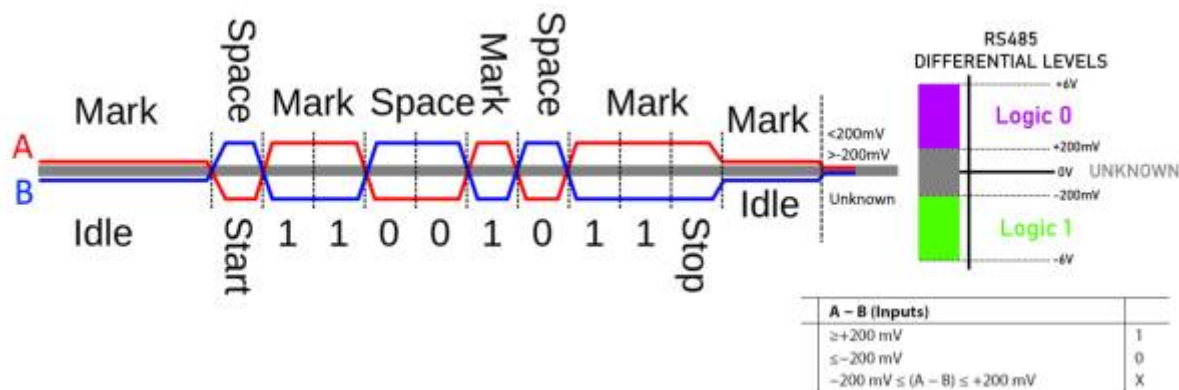 Space
Mark
Space
Mark Space Mark
Mark
A
B
Idle
Start
1 1 0 0 1 0 1 1
Stop
Idle
<200mV
>-200mV
Unknown
RS485
DIFFERENTIAL LEVELS
+6V
Logic 0
+200mV
0V UNKNOWN
-200mV
Logic 1
-6V
A – B (Inputs)
≥+200 mV 1
≤−200 mV 0
−200 mV ≤ (A – B) ≤ +200 mV X
Mark
Mark